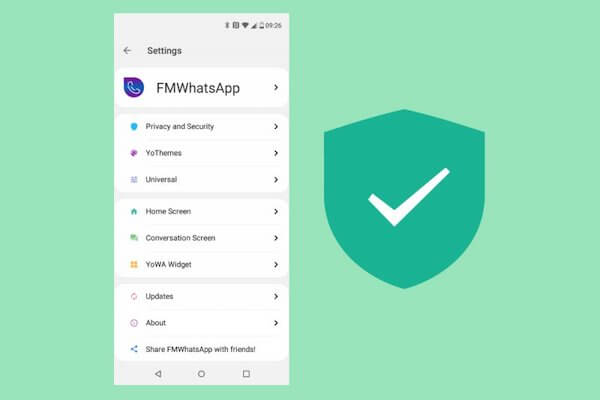 09:26
Settings
FMWhatsApp
Privacy and Security
YoThemes
Universal
Home Screen
Conversation Screen
YoWA Widget
Updates
About
Share FMWhatsApp with friends!